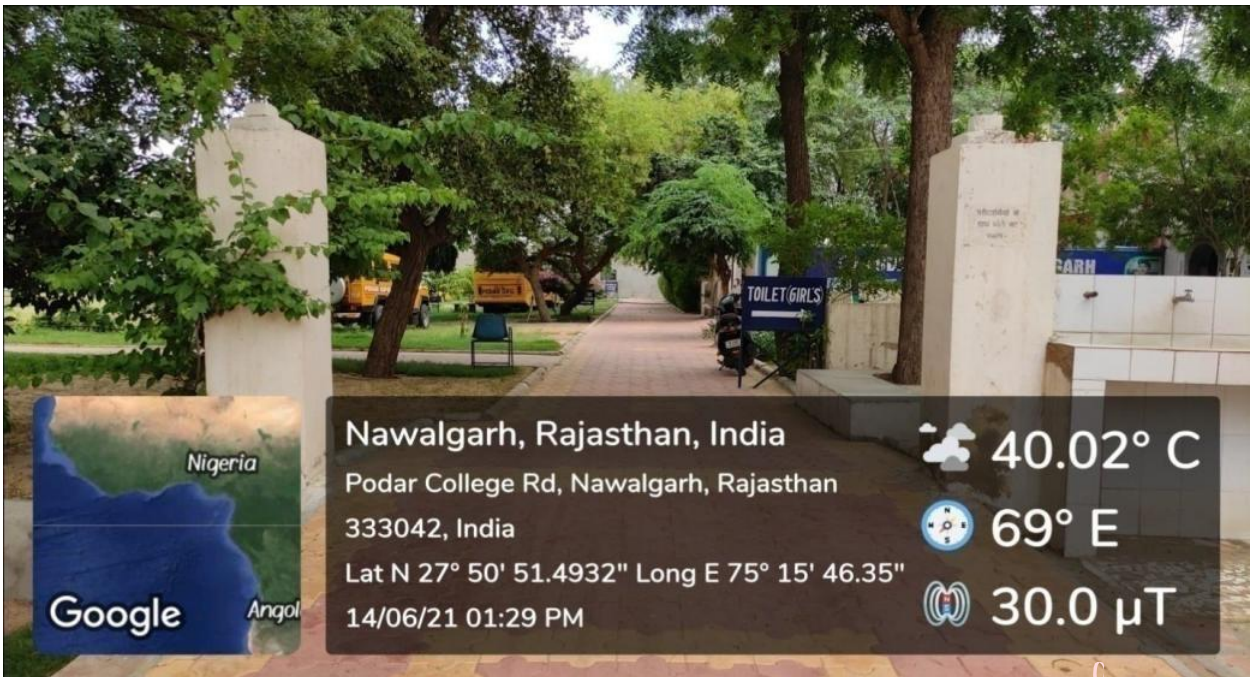 TOILET (GIRL'S)
GARH
Nigeria
Angol
Google
Nawalgarh, Rajasthan, India
Podar College Rd, Nawalgarh, Rajasthan
333042, India
Lat N 27° 50' 51.4932" Long E 75° 15' 46.35"
14/06/21 01:29 PM
40.02° C
69° E
30.0 µT